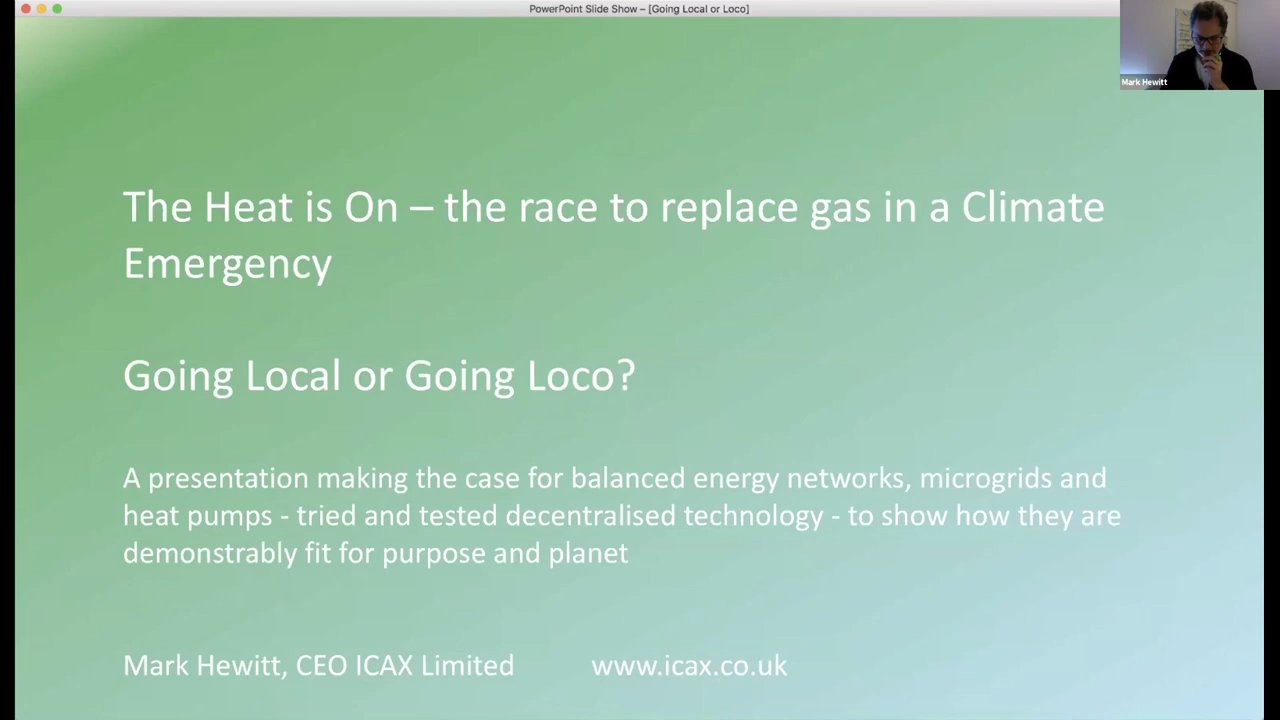 PowerPoint Slide Show – [Going Local or Loco]
Mark Hewitt
The Heat is On – the race to replace gas in a Climate
Emergency
Going Local or Going Loco?
A presentation making the case for balanced energy networks, microgrids and
heat pumps - tried and tested decentralised technology - to show how they are
demonstrably fit for purpose and planet
Mark Hewitt, CEO ICAX Limited www.icax.co.uk